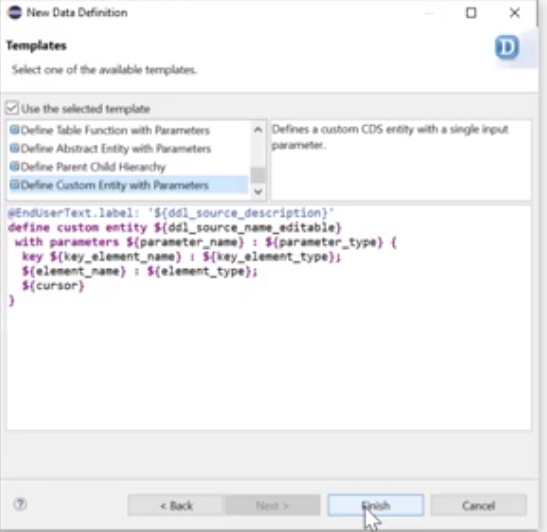 New Data Definition
Templates
D
Select one of the available templates.
Use the selected template
Define Table Function with Parameters
Define Abstract Entity with Parameters
Define Parent Child Hierarchy
Define Custom Entity with Parameters
Defines a custom CDS entity with a single input
parameter.
@EndUserText.label: '${ddl_source_description}'
define custom entity ${ddl_source_name_editable}
with parameters ${parameter_name} : ${parameter_type} {
key ${key_element_name} : ${key_element_type};
${element_name} : ${element_type};
${cursor}
}
?
< Back
Next >
Finish
Cancel